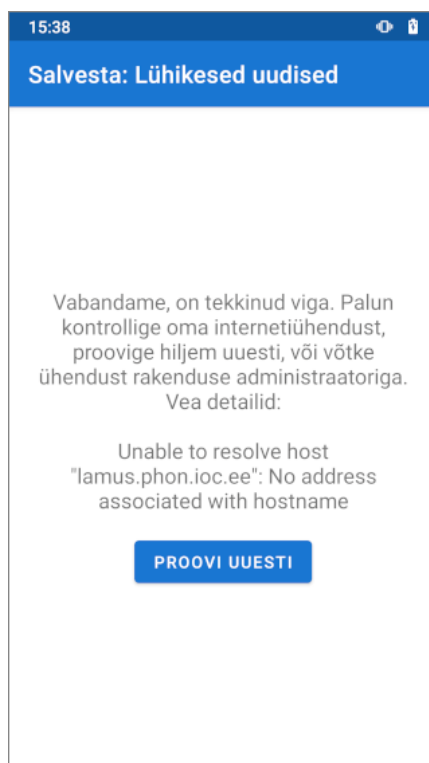 15:38
Salvesta: Lühikesed uudised
Vabandame, on tekkinud viga. Palun
kontrollige oma internetiühendust,
proovige hiljem uuesti, või võtke
ühendust rakenduse administraatoriga.
Vea detailid:
Unable to resolve host
"lamus.phon.ioc.ee": No address
associated with hostname
PROOVI UUESTI